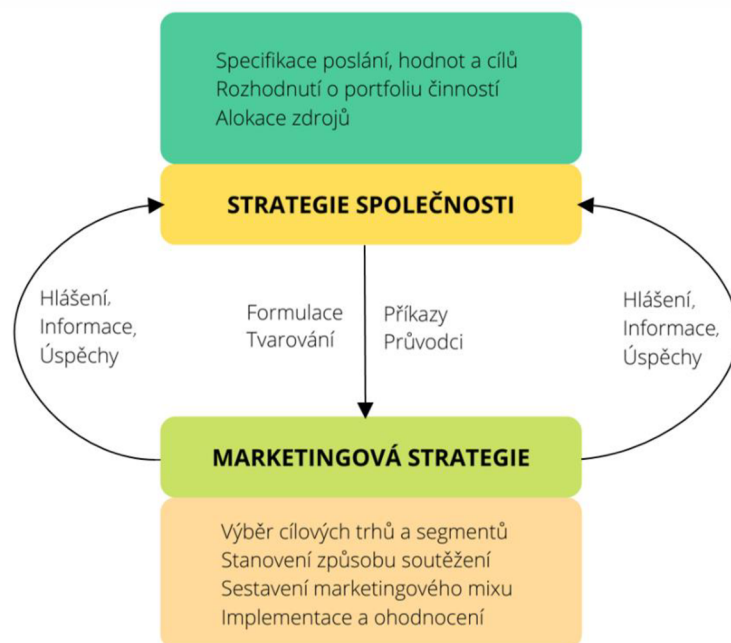 Specifikace poslání, hodnot a cílů
Rozhodnutí o portfoliu činností
Alokace zdrojů
STRATEGIE SPOLEČNOSTI
Hlášení,
Informace,
Úspěchy
Formulace
Tvarování
Příkazy
Průvodci
Hlášení,
Informace,
Úspěchy
MARKETINGOVÁ STRATEGIE
Výběr cílových trhů a segmentů
Stanovení způsobu soutěžení
Sestavení marketingového mixu
Implementace a ohodnocení